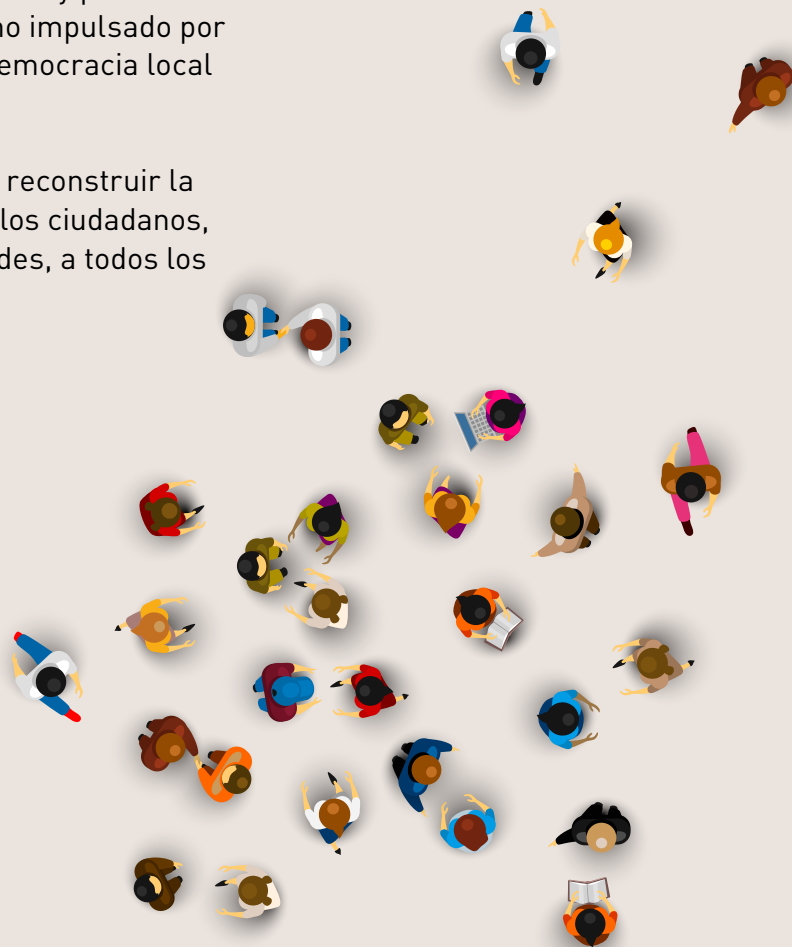 no impulsado por
emocracia local
reconstruir la
los ciudadanos,
des, a todos los